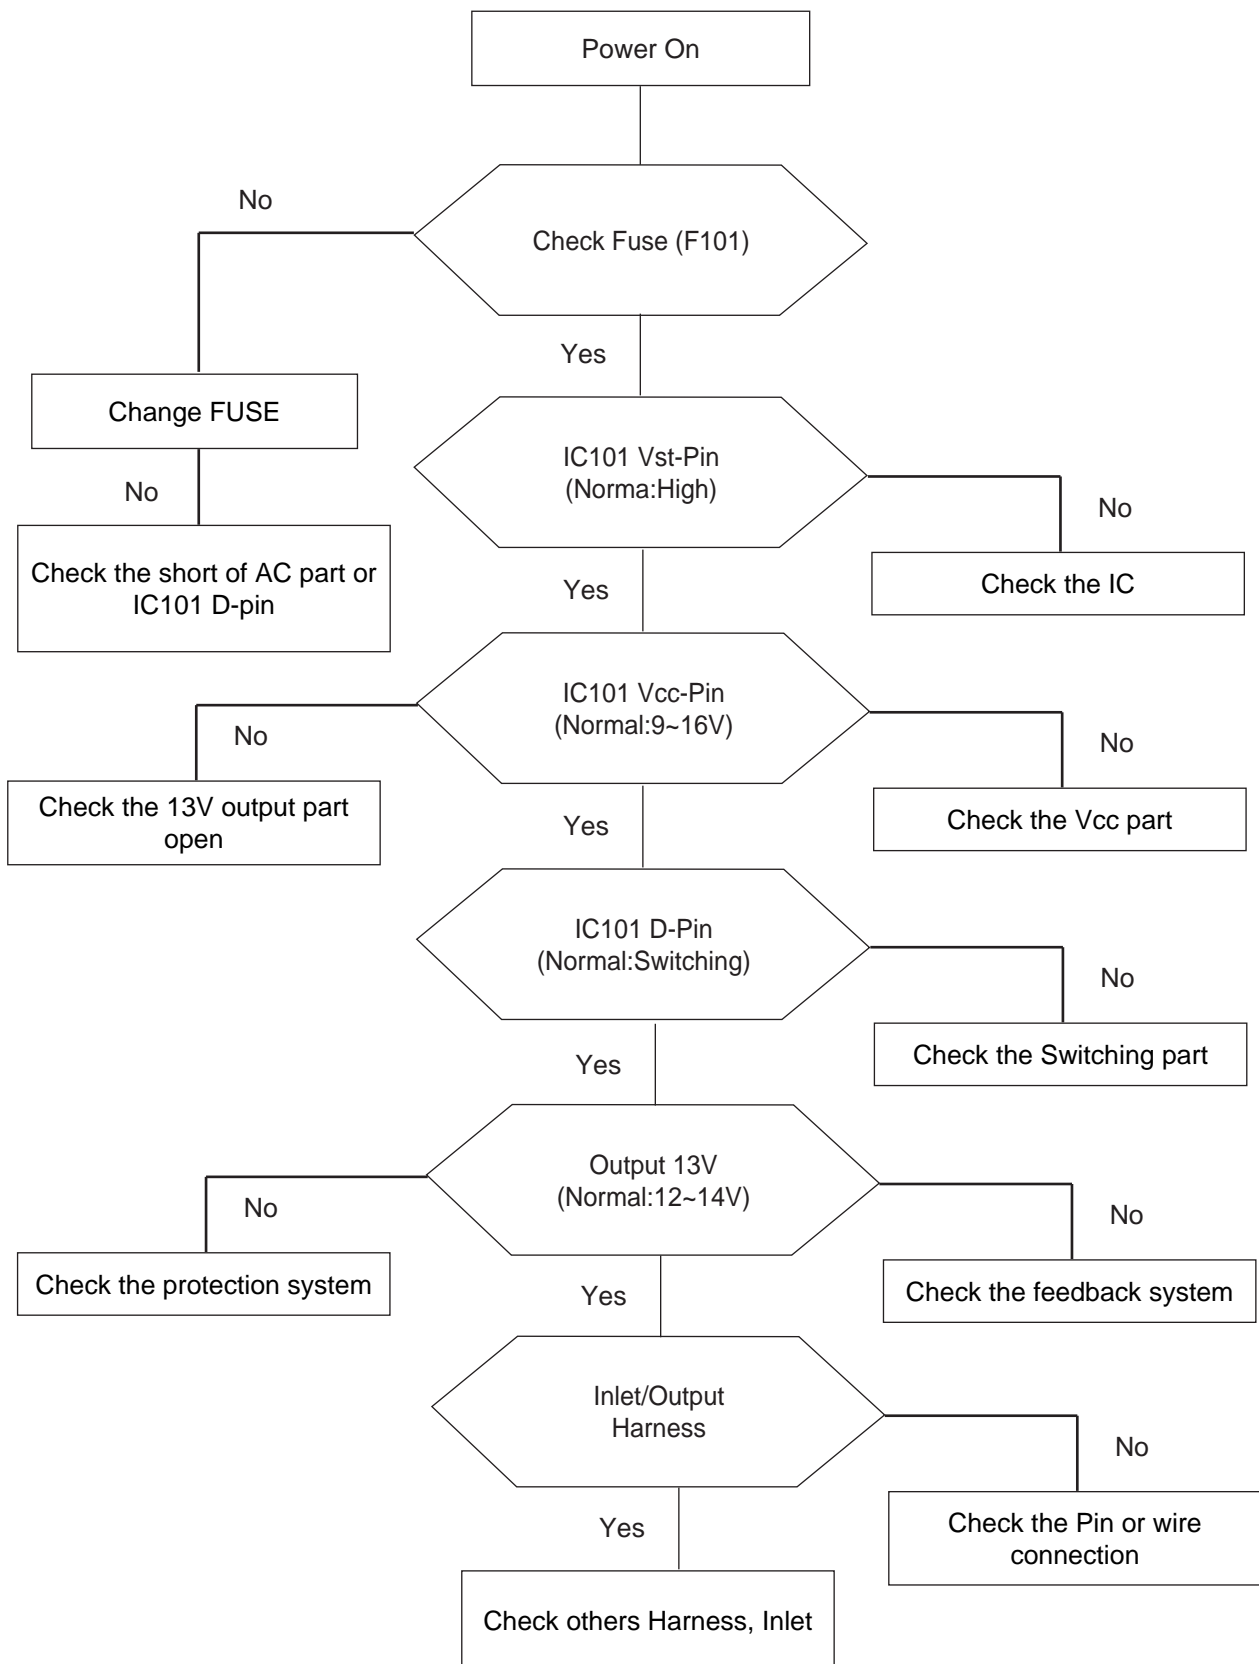 Power On
No
Check Fuse (F101)
Yes
Change FUSE
IC101 Vst-Pin
(Norma:High)
No
No
Check the short of AC part or
IC101 D-pin
Yes
Check the IC
IC101 Vcc-Pin
(Normal:9~16V)
No
No
Check the 13V output part
open
Yes
Check the Vcc part
IC101 D-Pin
(Normal:Switching)
No
Check the Switching part
Yes
Output 13V
(Normal:12~14V)
No
No
Check the protection system
Yes
Check the feedback system
Inlet/Output
Harness
No
Yes
Check the Pin or wire
connection
Check others Harness, Inlet